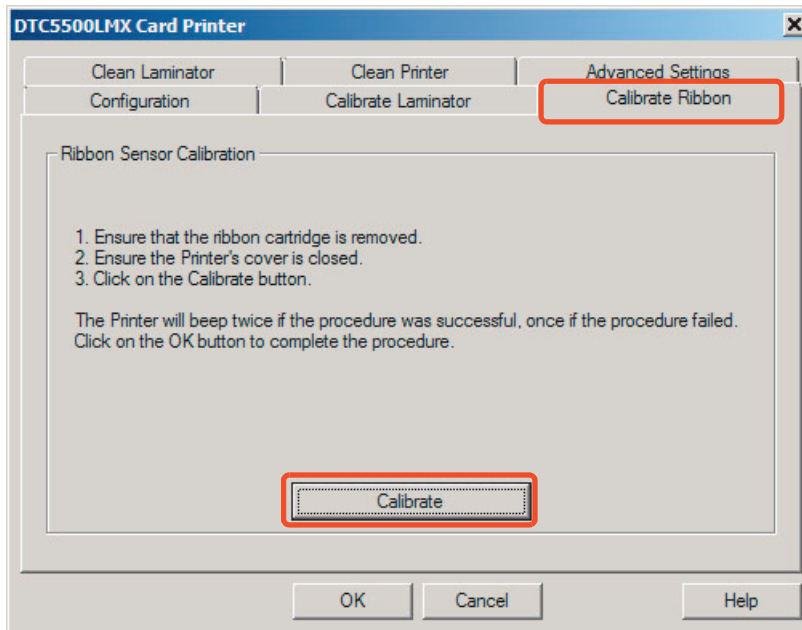 DTC5500LMX Card Printer
Clean Laminator
Clean Printer
Advanced Settings
Configuration
Calibrate Laminator
Calibrate Ribbon
Ribbon Sensor Calibration
1. Ensure that the ribbon cartridge is removed.
2. Ensure the Printer's cover is closed.
3. Click on the Calibrate button.
The Printer will beep twice if the procedure was successful, once if the procedure failed.
Click on the OK button to complete the procedure.
Calibrate
OK
Cancel
Help